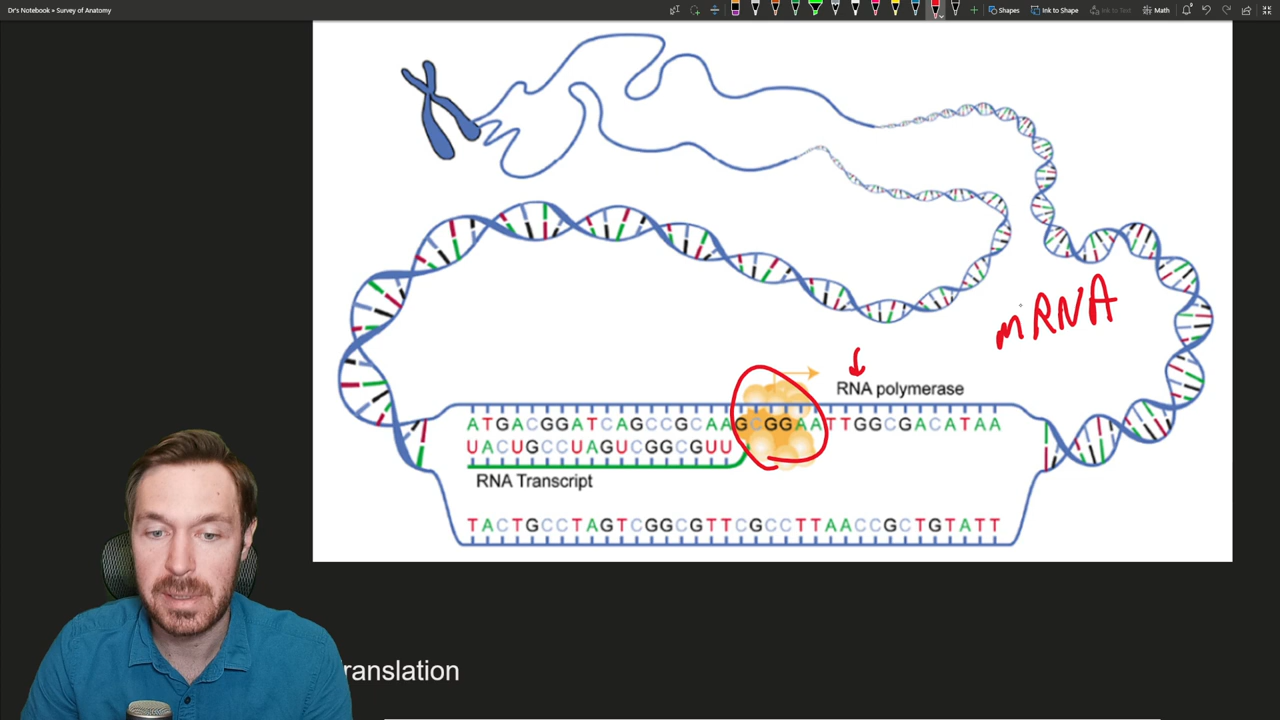 Dr's Notebook » Survey of Anatomy
Shapes
Ink to Shape
Ink to Text
Math
mRNA
RNA polymerase
ATGACGGATCAGCCGCAAGCGGAATTGGCGACATAA
UACUGCCUAGUCGGCGUU
RNA Transcript
TACTGCCTAGTCGGCGTTCGCCTTAACCGCTGTATT
ranslation